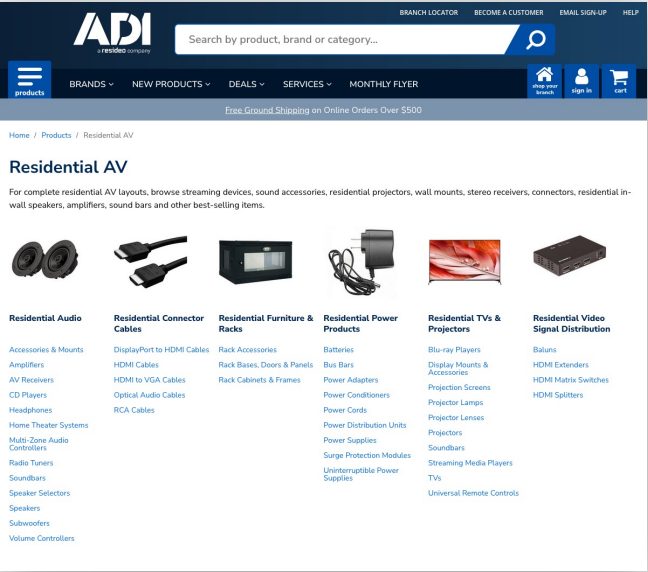 BRANCH LOCATOR BECOME A CUSTOMER EMAIL SIGN-UP HELP
ADI
a resideo company
Search by product, brand or category...
products
BRANDS NEW PRODUCTS DEALS SERVICES MONTHLY FLYER
shop your
branch
sign in
cart
Free Ground Shipping on Online Orders Over $500
Home / Products / Residential AV
Residential AV
For complete residential AV layouts, browse streaming devices, sound accessories, residential projectors, wall mounts, stereo receivers, connectors, residential in-
wall speakers, amplifiers, sound bars and other best-selling items.
Residential Audio
Accessories & Mounts
Amplifiers
AV Receivers
CD Players
Headphones
Home Theater Systems
Multi-Zone Audio
Controllers
Radio Tuners
Soundbars
Speaker Selectors
Speakers
Subwoofers
Volume Controllers
Residential Connector
Cables
DisplayPort to HDMI Cables
HDMI Cables
HDMI to VGA Cables
Optical Audio Cables
RCA Cables
Residential Furniture &
Racks
Rack Accessories
Rack Bases, Doors & Panels
Rack Cabinets & Frames
Residential Power
Products
Batteries
Bus Bars
Power Adapters
Power Conditioners
Power Cords
Power Distribution Units
Power Supplies
Surge Protection Modules
Uninterruptible Power
Supplies
Residential TVs &
Projectors
Blu-ray Players
Display Mounts &
Accessories
Projection Screens
Projector Lamps
Projector Lenses
Projectors
Soundbars
Streaming Media Players
TVs
Universal Remote Controls
Residential Video
Signal Distribution
Baluns
HDMI Extenders
HDMI Matrix Switches
HDMI Splitters